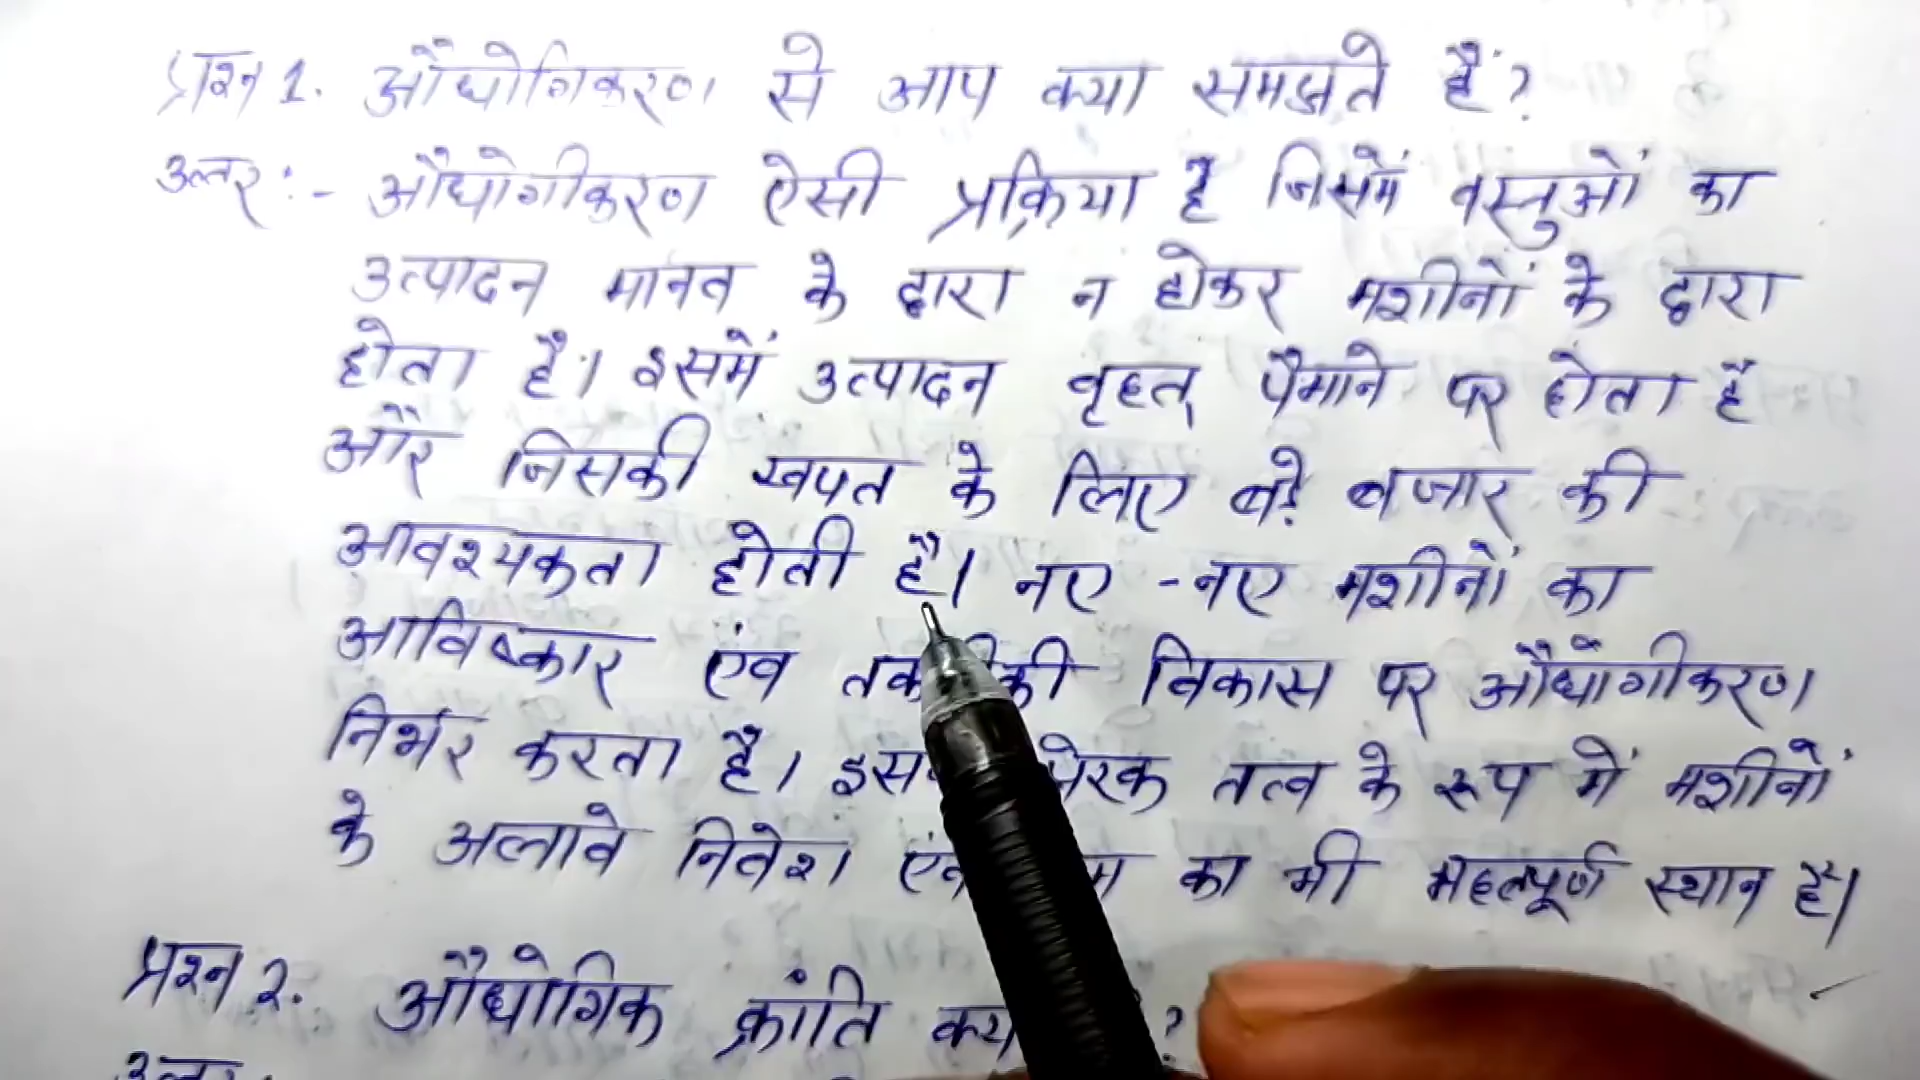 प्रश्न 1. औद्योगिकरण से आप क्या समझते हैं?
उत्तर :- औद्योगीकरण ऐसी प्रक्रिया है जिसमें वस्तुओं का
उत्पादन मानव के द्वारा न होकर मशीनों के द्वारा
होता है। इसमें उत्पादन वृहत् पैमाने पर होता है
और जिसकी खपत के लिए बड़े बजार की
आवश्यकता होती है। नए -नए मशीनों का
आविष्कार एंव विकास पर औद्योगीकरण
निर्भर करता है। तत्व के रूप में मशीनों
के अलावे निवेश का भी महत्पूर्ण स्थान है।
प्रश्न 2. औद्योगिक क्रांति ?